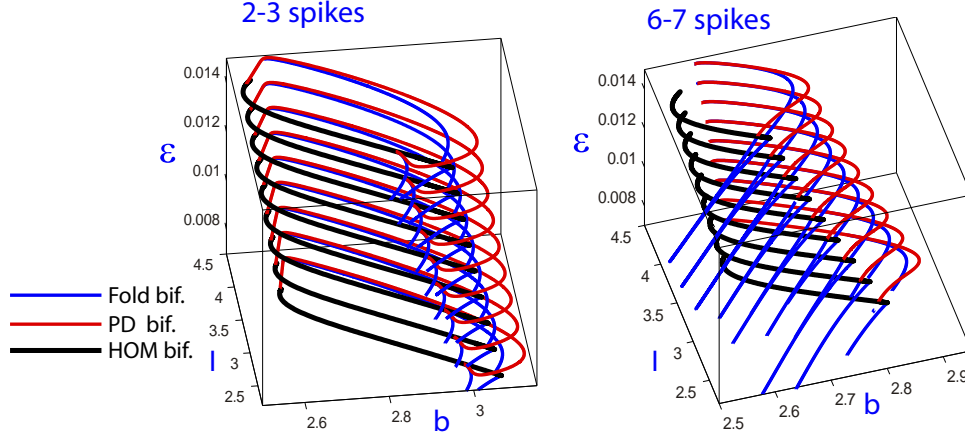 2-3 spikes
6-7 spikes
0.014
0.012
0.01
0.008
ε
4.5
4
3.5
3
2.5
I
2.6
2.8
3
b
0.014
0.012
0.01
0.008
ε
4.5
4
3.5
3
2.5
I
2.5
2.6
2.7
2.8
2.9
b
Fold bif.
PD bif.
HOM bif.